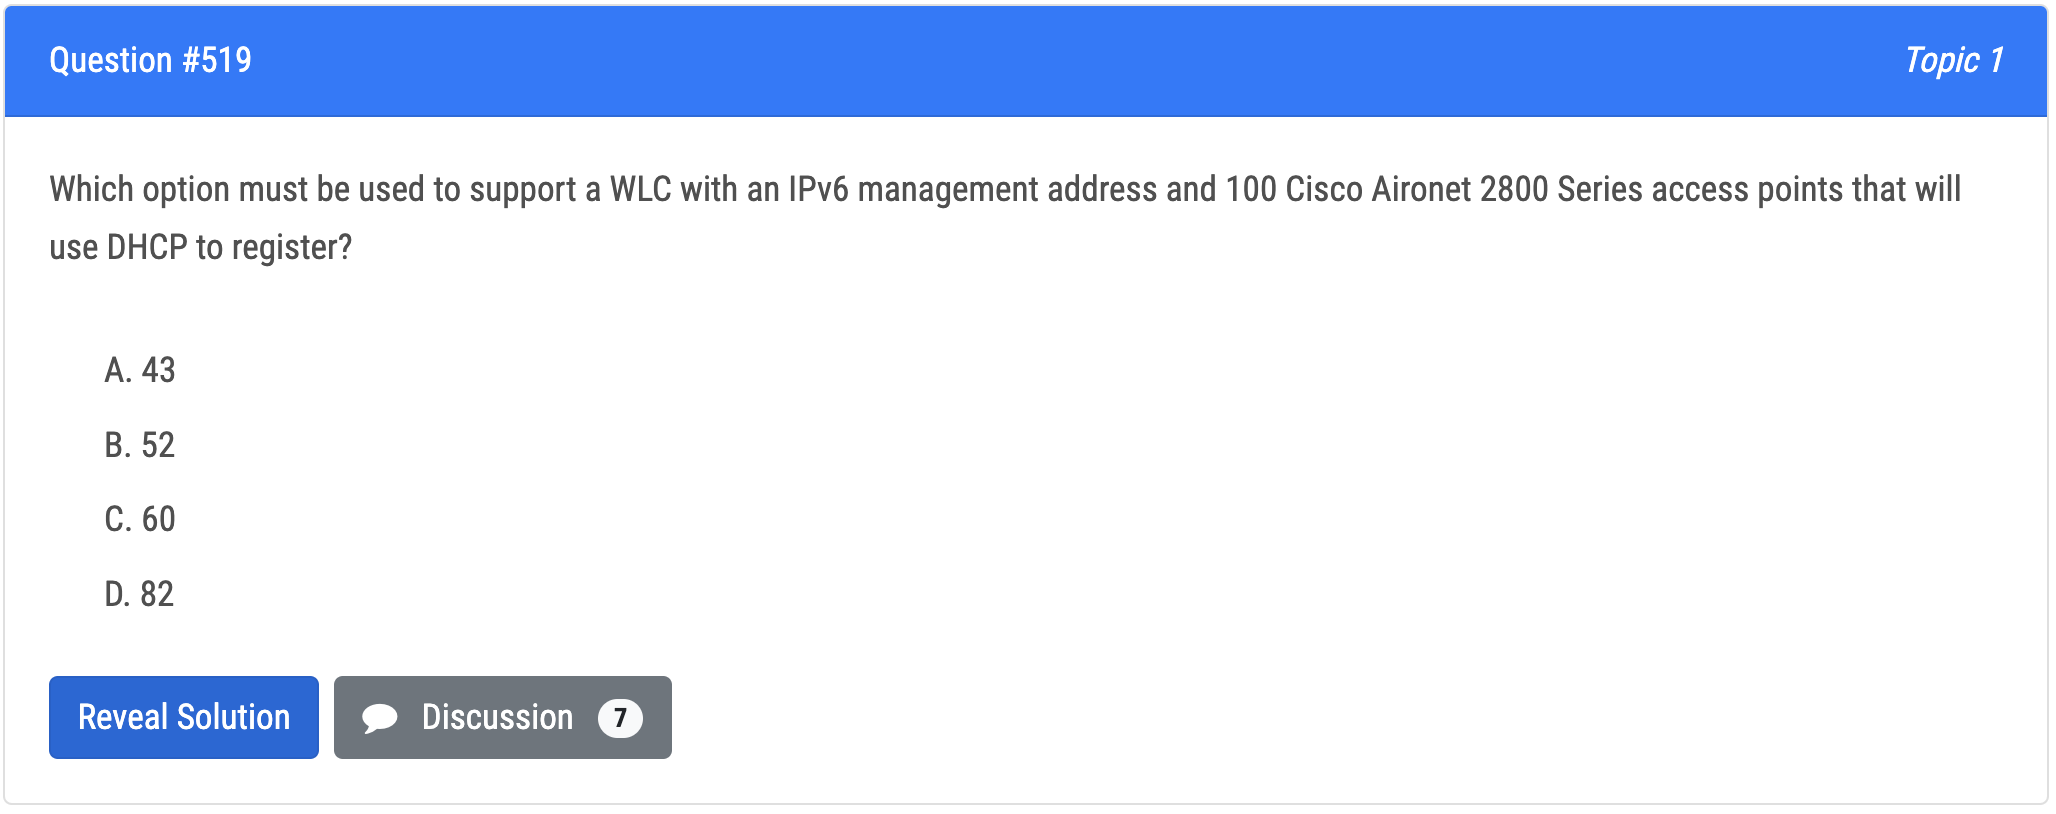 Question #519
Topic 1
Which option must be used to support a WLC with an IPv6 management address and 100 Cisco Aironet 2800 Series access points that will
use DHCP to register?
A. 43
B. 52
C. 60
D. 82
Reveal Solution
Discussion 7